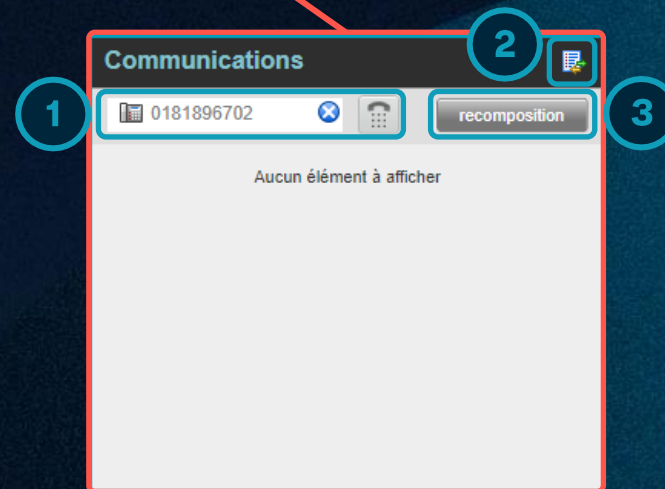 Communications
2
1
0181896702
recomposition
3
Aucun élément à afficher